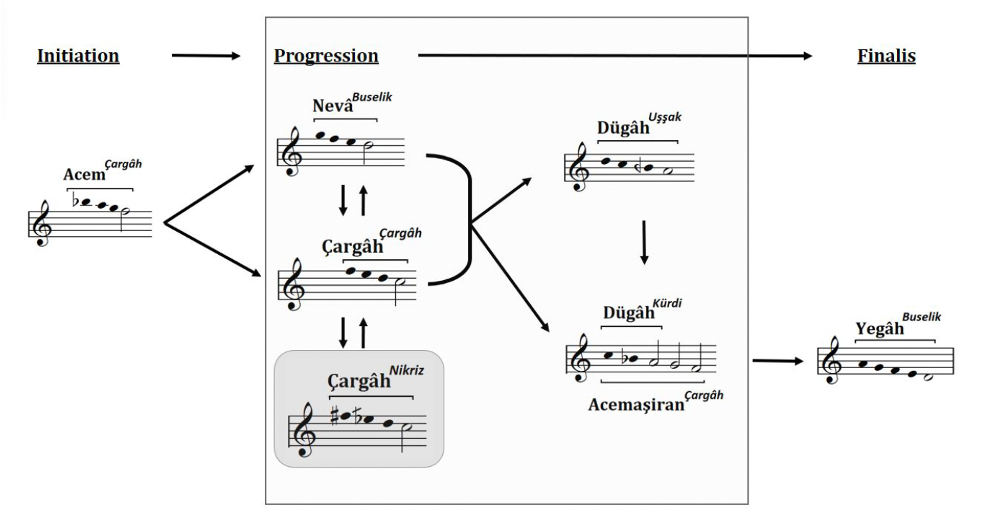 Initiation
Progression
Finalis
Acem Çargâh
Nevâ Buselik
Çargâh Çargâh
Çargâh Nikriz
Dügâh Uşşak
Dügâh Kürdi
Acemaşiran Çargâh
Yegâh Buselik